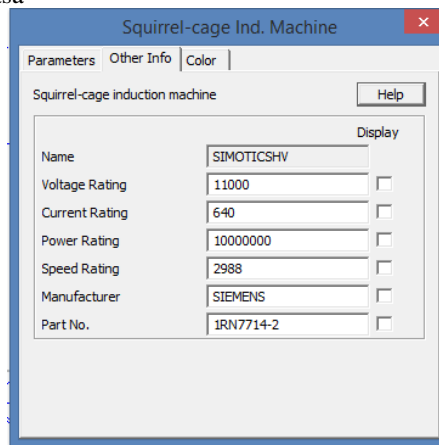 Squirrel-cage Ind. Machine
Parameters Other Info Color
Squirrel-cage induction machine Help
Display
Name SIMOTICSHV
Voltage Rating 11000
Current Rating 640
Power Rating 10000000
Speed Rating 2988
Manufacturer SIEMENS
Part No. 1RN7714-2